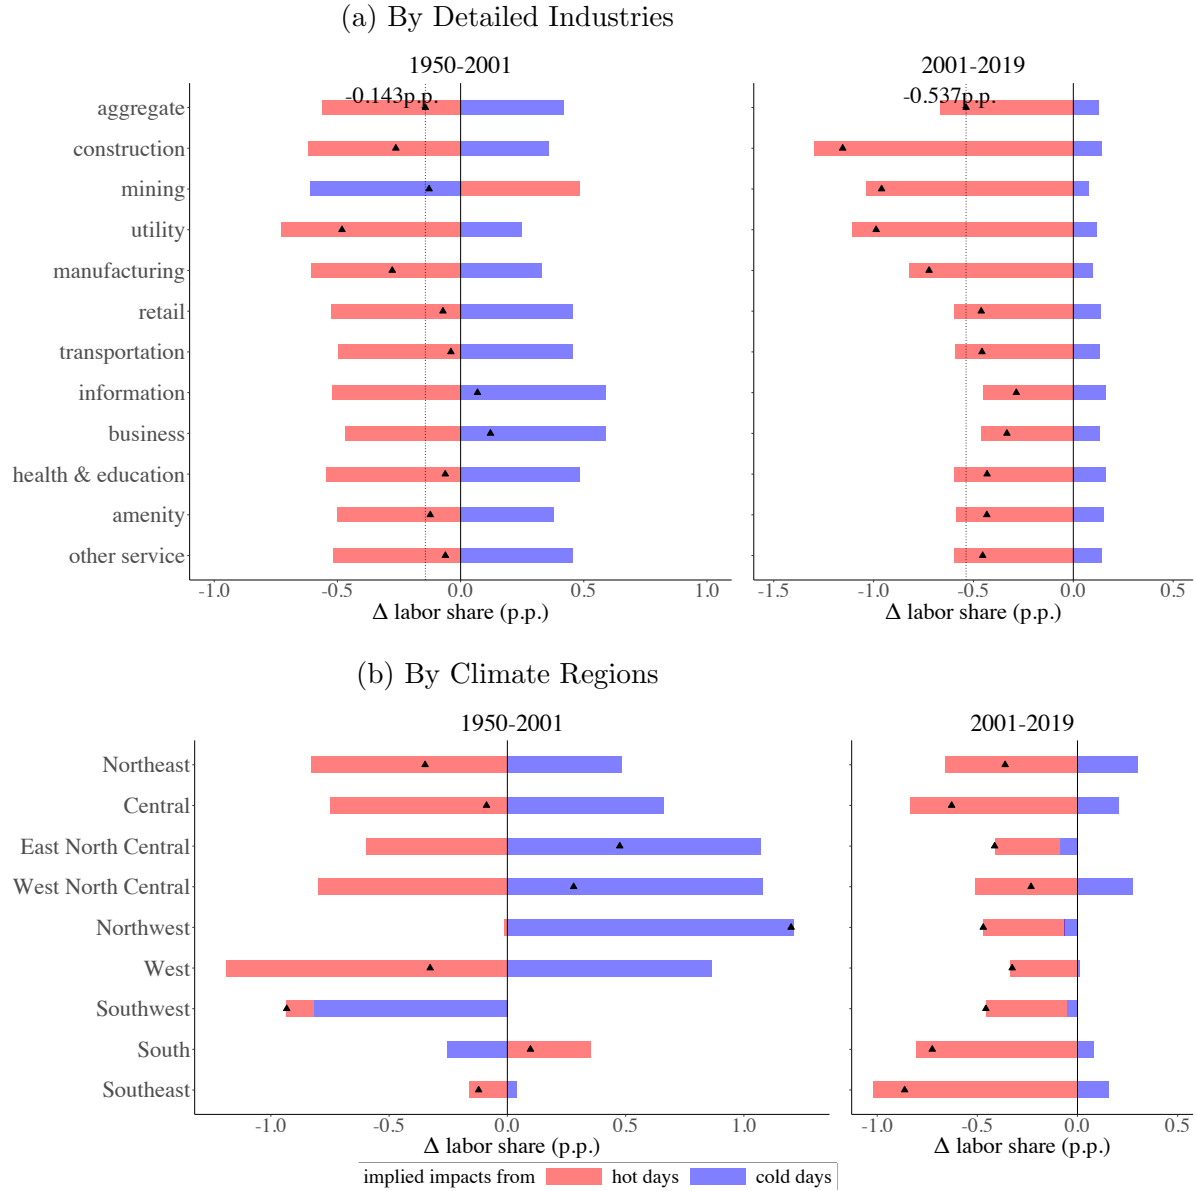 (a) By Detailed Industries
1950-2001
2001-2019
-0.143p.p.
-0.537p.p.
aggregate
construction
mining
utility
manufacturing
retail
transportation
information
business
health & education
amenity
other service
-1.0 -0.5 0.0 0.5 1.0
-1.5 -1.0 -0.5 0.0 0.5
Δ labor share (p.p.)
Δ labor share (p.p.)
(b) By Climate Regions
1950-2001
2001-2019
Northeast
Central
East North Central
West North Central
Northwest
West
Southwest
South
Southeast
-1.0 -0.5 0.0 0.5 1.0
-1.0 -0.5 0.0 0.5
Δ labor share (p.p.)
Δ labor share (p.p.)
implied impacts from hot days cold days